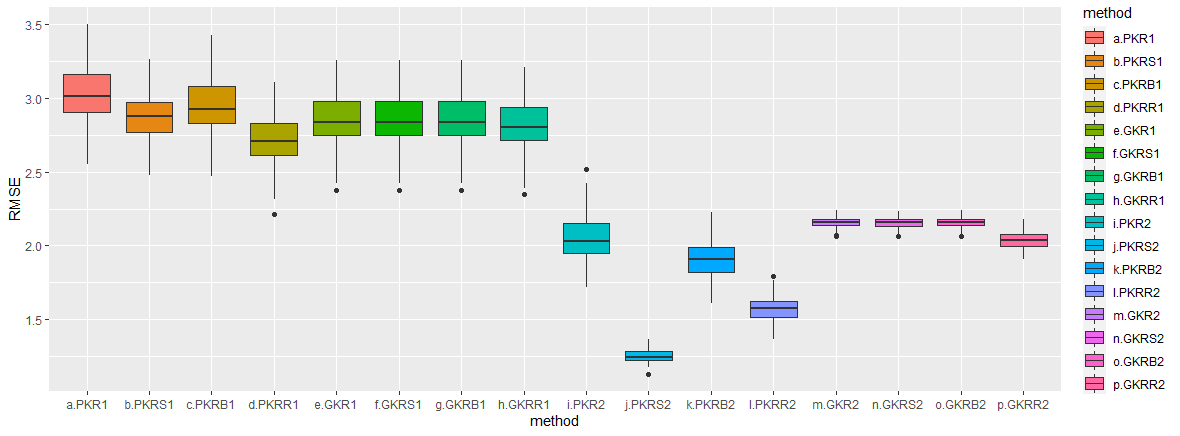 RMSE
3.5
3.0
2.5
2.0
1.5
a.PKR1 b.PKRS1 c.PKRB1 d.PKRR1 e.GKR1 f.GKRS1 g.GKRB1 h.GKRR1 i.PKR2 j.PKRS2 k.PKRB2 l.PKRR2 m.GKR2 n.GKRS2 o.GKRB2 p.GKRR2
method
method
a.PKR1
b.PKRS1
c.PKRB1
d.PKRR1
e.GKR1
f.GKRS1
g.GKRB1
h.GKRR1
i.PKR2
j.PKRS2
k.PKRB2
l.PKRR2
m.GKR2
n.GKRS2
o.GKRB2
p.GKRR2